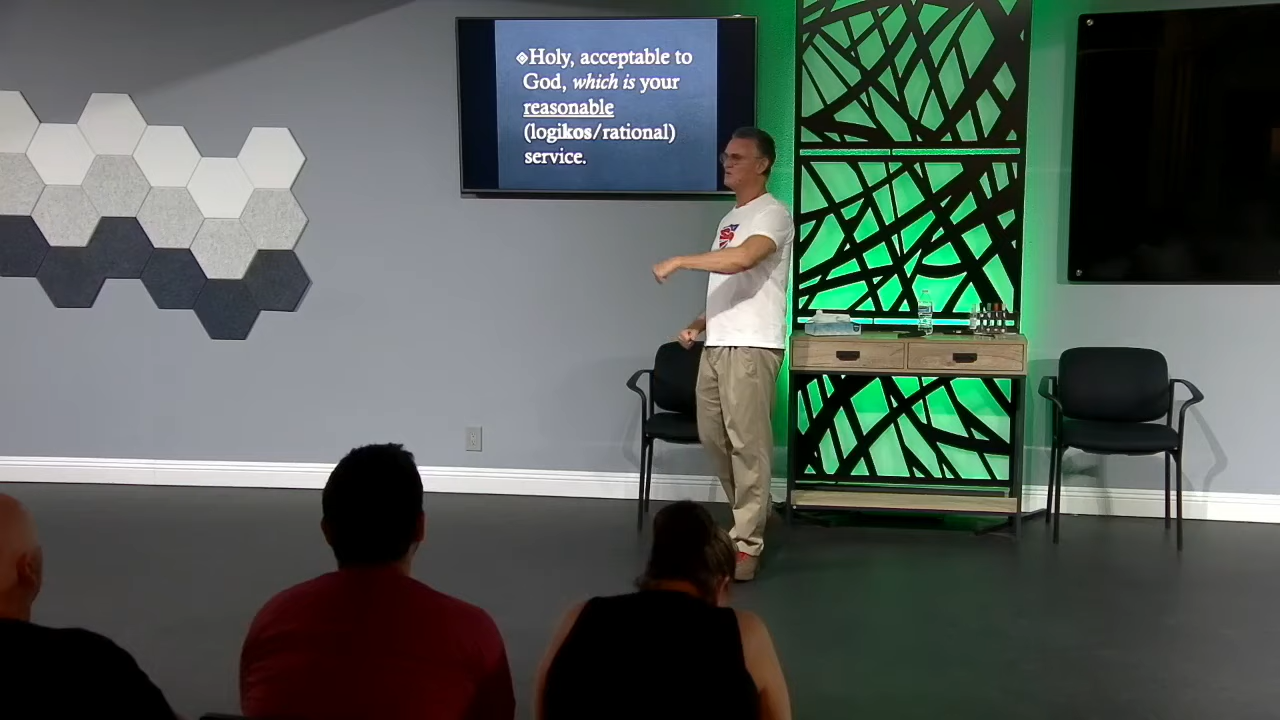 Holy, acceptable to
God, which is your
reasonable
(logikos/rational)
service.